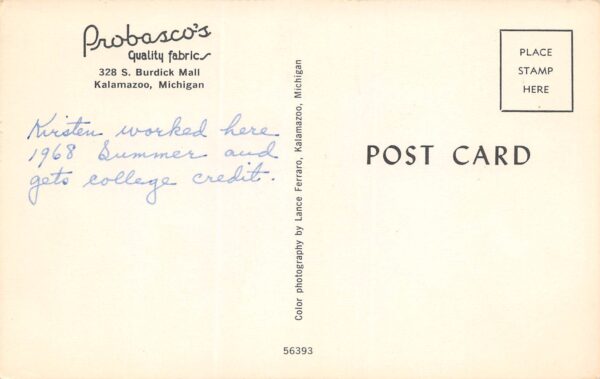 Probasco's
Quality fabrics
328 S. Burdick Mall
Kalamazoo, Michigan
Kirsten worked here
1968 Summer and
gets college credit.
Color photography by Lance Ferraro, Kalamazoo, Michigan
56393
PLACE
STAMP
HERE
POST CARD